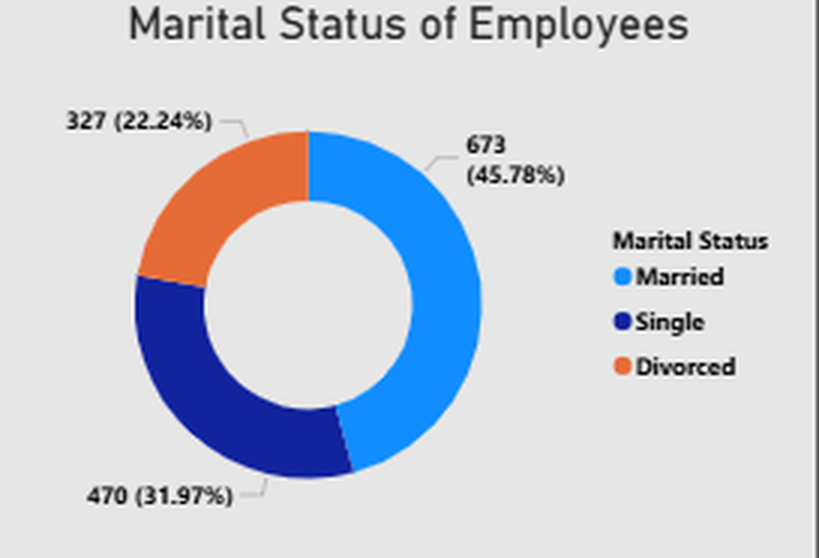 Marital Status of Employees
327 (22.24%)
673
(45.78%)
Marital Status
Married
Single
Divorced
470 (31.97%)